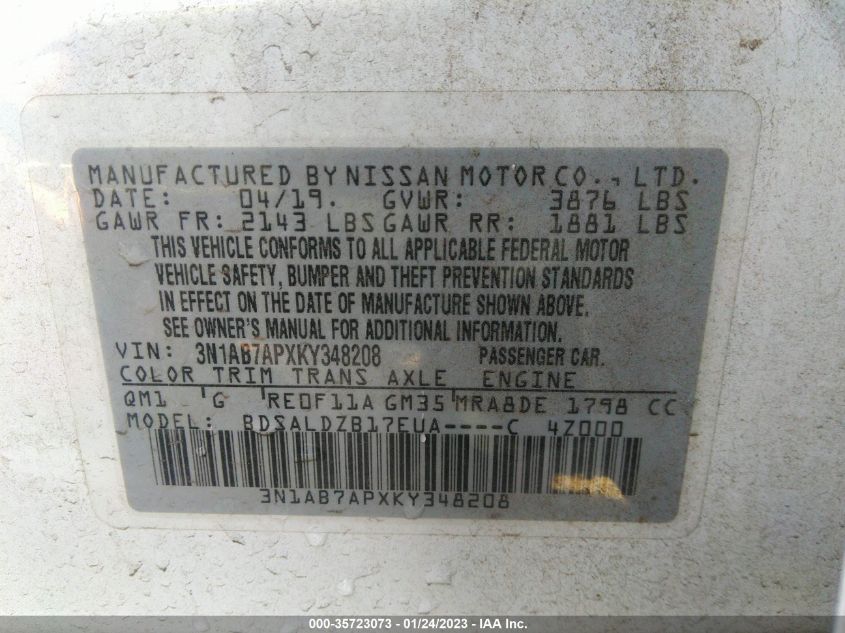 MANUFACTURED BY NISSAN MOTOR CO., LTD.
DATE: 04/19. GVWR: 3876 LBS
GAWR FR: 2143 LBS GAWR RR: 1881 LBS
THIS VEHICLE CONFORMS TO ALL APPLICABLE FEDERAL MOTOR
VEHICLE SAFETY, BUMPER AND THEFT PREVENTION STANDARDS
IN EFFECT ON THE DATE OF MANUFACTURE SHOWN ABOVE.
SEE OWNER'S MANUAL FOR ADDITIONAL INFORMATION.
VIN: 3N1AB7APXKY348208 PASSENGER CAR.
COLOR TRIM TRANS AXLE ENGINE
QM1 G RE0F11A GM35 MRA8DE 1798 CC
MODEL: BDSALDZB17EUA----C 4Z000
3N1AB7APXKY348208
000-35723073 - 01/24/2023 - IAA Inc.